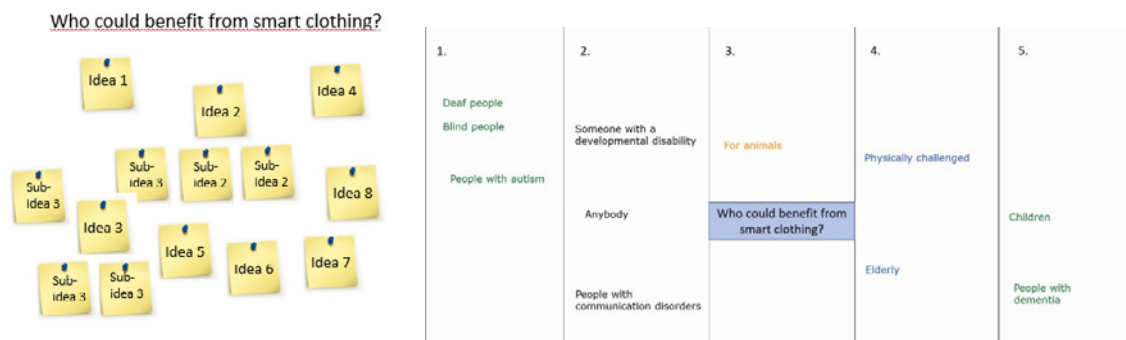 Who could benefit from smart clothing?
Idea 1
Idea 2
Idea 4
Sub-
idea 3
Sub-
idea 2
Sub-
Idea 2
Sub-
Idea 3
Idea 8
Idea 3
Idea 5
Idea 6
Idea 7
Sub-
idea 3
Sub-
idea 3
1.
Deaf people
Blind people
People with autism
2.
Someone with a
developmental disability
Anybody
People with
communication disorders
3.
For animals
Who could benefit from
smart clothing?
4.
Physically challenged
Elderly
5.
Children
People with
dementia